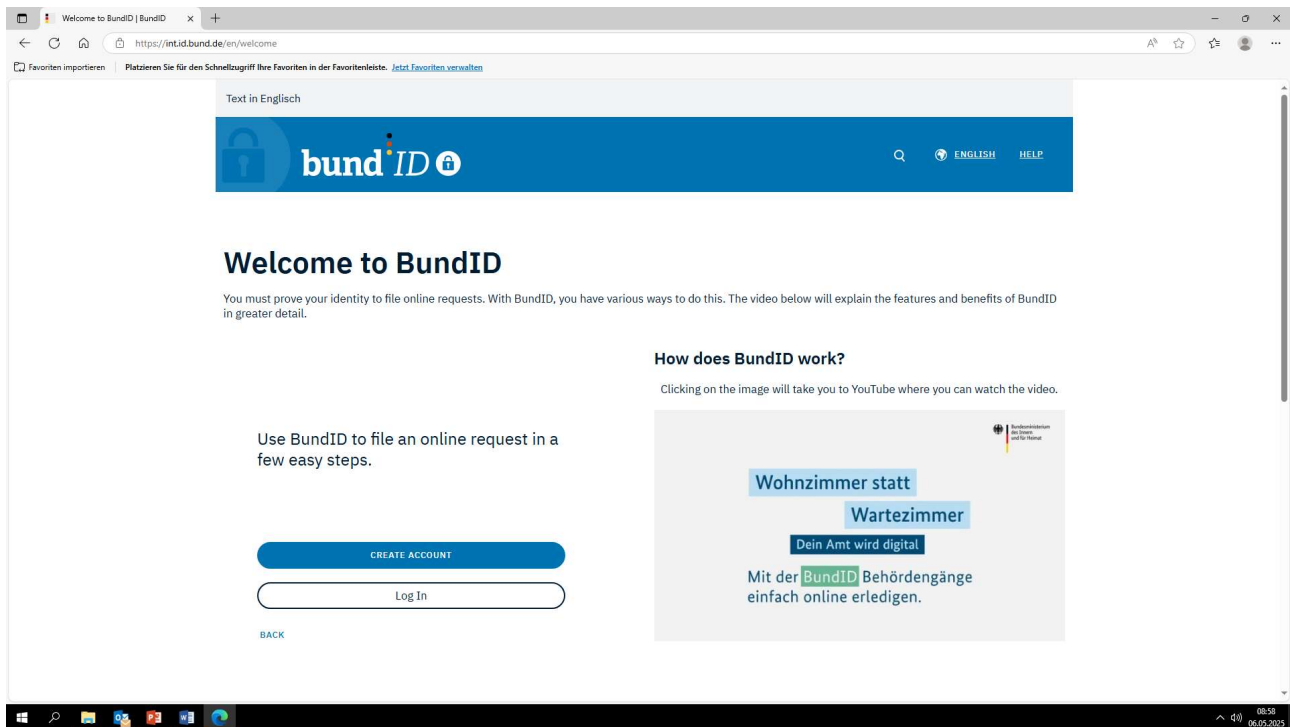 Welcome to BundID | BundID
https://int.id.bund.de/en/welcome
Favoriten importieren
Platzieren Sie für den Schnellzugriff Ihre Favoriten in der Favoritenleiste. Jetzt Favoriten verwalten
Text in Englisch
bund ID
ENGLISH
HELP
Welcome to BundID
You must prove your identity to file online requests. With BundID, you have various ways to do this. The video below will explain the features and benefits of BundID
in greater detail.
Use BundID to file an online request in a
few easy steps.
CREATE ACCOUNT
Log In
BACK
How does BundID work?
Clicking on the image will take you to YouTube where you can watch the video.
Bundesministerium
des Innern
und für Heimat
Wohnzimmer statt
Wartezimmer
Dein Amt wird digital
Mit der BundID Behördengänge
einfach online erledigen.
08:58
06.05.2025